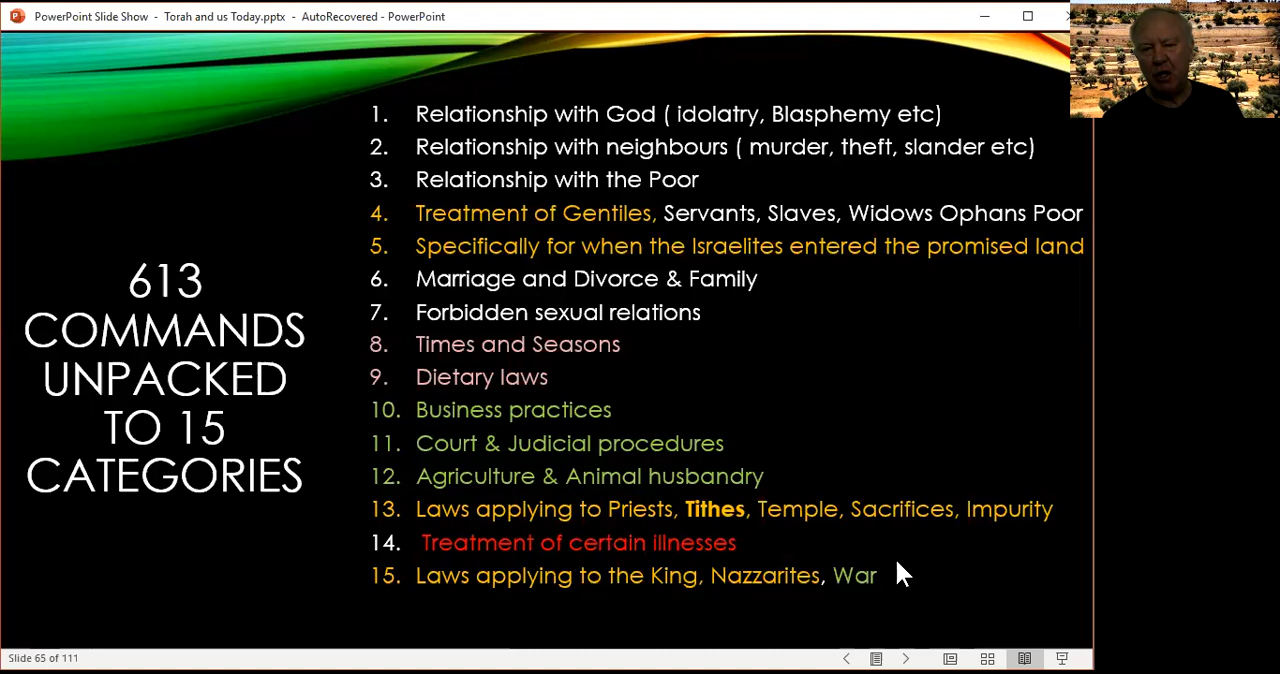 PowerPoint Slide Show - Torah and us Today.pptx - AutoRecovered - PowerPoint
613
COMMANDS
UNPACKED
TO 15
CATEGORIES
1. Relationship with God ( idolatry, Blasphemy etc)
2. Relationship with neighbours ( murder, theft, slander etc)
3. Relationship with the Poor
4. Treatment of Gentiles, Servants, Slaves, Widows Ophans Poor
5. Specifically for when the Israelites entered the promised land
6. Marriage and Divorce & Family
7. Forbidden sexual relations
8. Times and Seasons
9. Dietary laws
10. Business practices
11. Court & Judicial procedures
12. Agriculture & Animal husbandry
13. Laws applying to Priests, Tithes, Temple, Sacrifices, Impurity
14. Treatment of certain illnesses
15. Laws applying to the King, Nazzarites, War
Slide 65 of 111